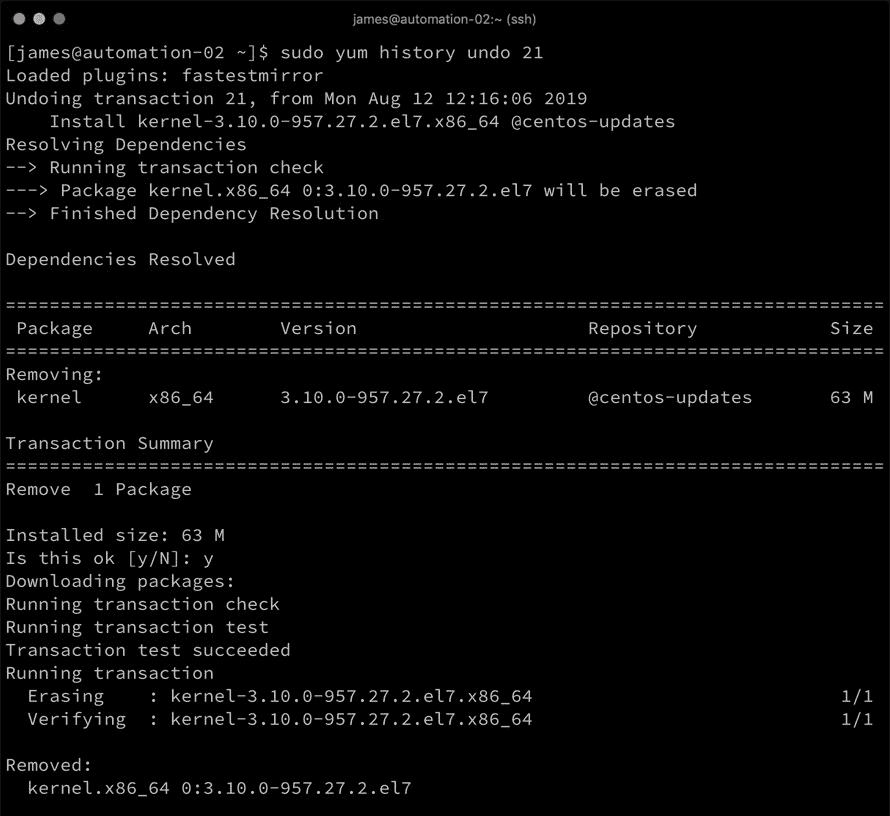 james@automation-02:~ (ssh)
[james@automation-02 ~]$ sudo yum history undo 21
Loaded plugins: fastestmirror
Undoing transaction 21, from Mon Aug 12 12:16:06 2019
    Install kernel-3.10.0-957.27.2.el7.x86_64 @centos-updates
Resolving Dependencies
--> Running transaction check
---> Package kernel.x86_64 0:3.10.0-957.27.2.el7 will be erased
--> Finished Dependency Resolution

Dependencies Resolved

================================================================================
 Package     Arch        Version                     Repository            Size
================================================================================
Removing:
 kernel      x86_64      3.10.0-957.27.2.el7         @centos-updates       63 M

Transaction Summary
================================================================================
Remove  1 Package

Installed size: 63 M
Is this ok [y/N]: y
Downloading packages:
Running transaction check
Running transaction test
Transaction test succeeded
Running transaction
  Erasing    : kernel-3.10.0-957.27.2.el7.x86_64                            1/1
  Verifying  : kernel-3.10.0-957.27.2.el7.x86_64                            1/1

Removed:
  kernel.x86_64 0:3.10.0-957.27.2.el7